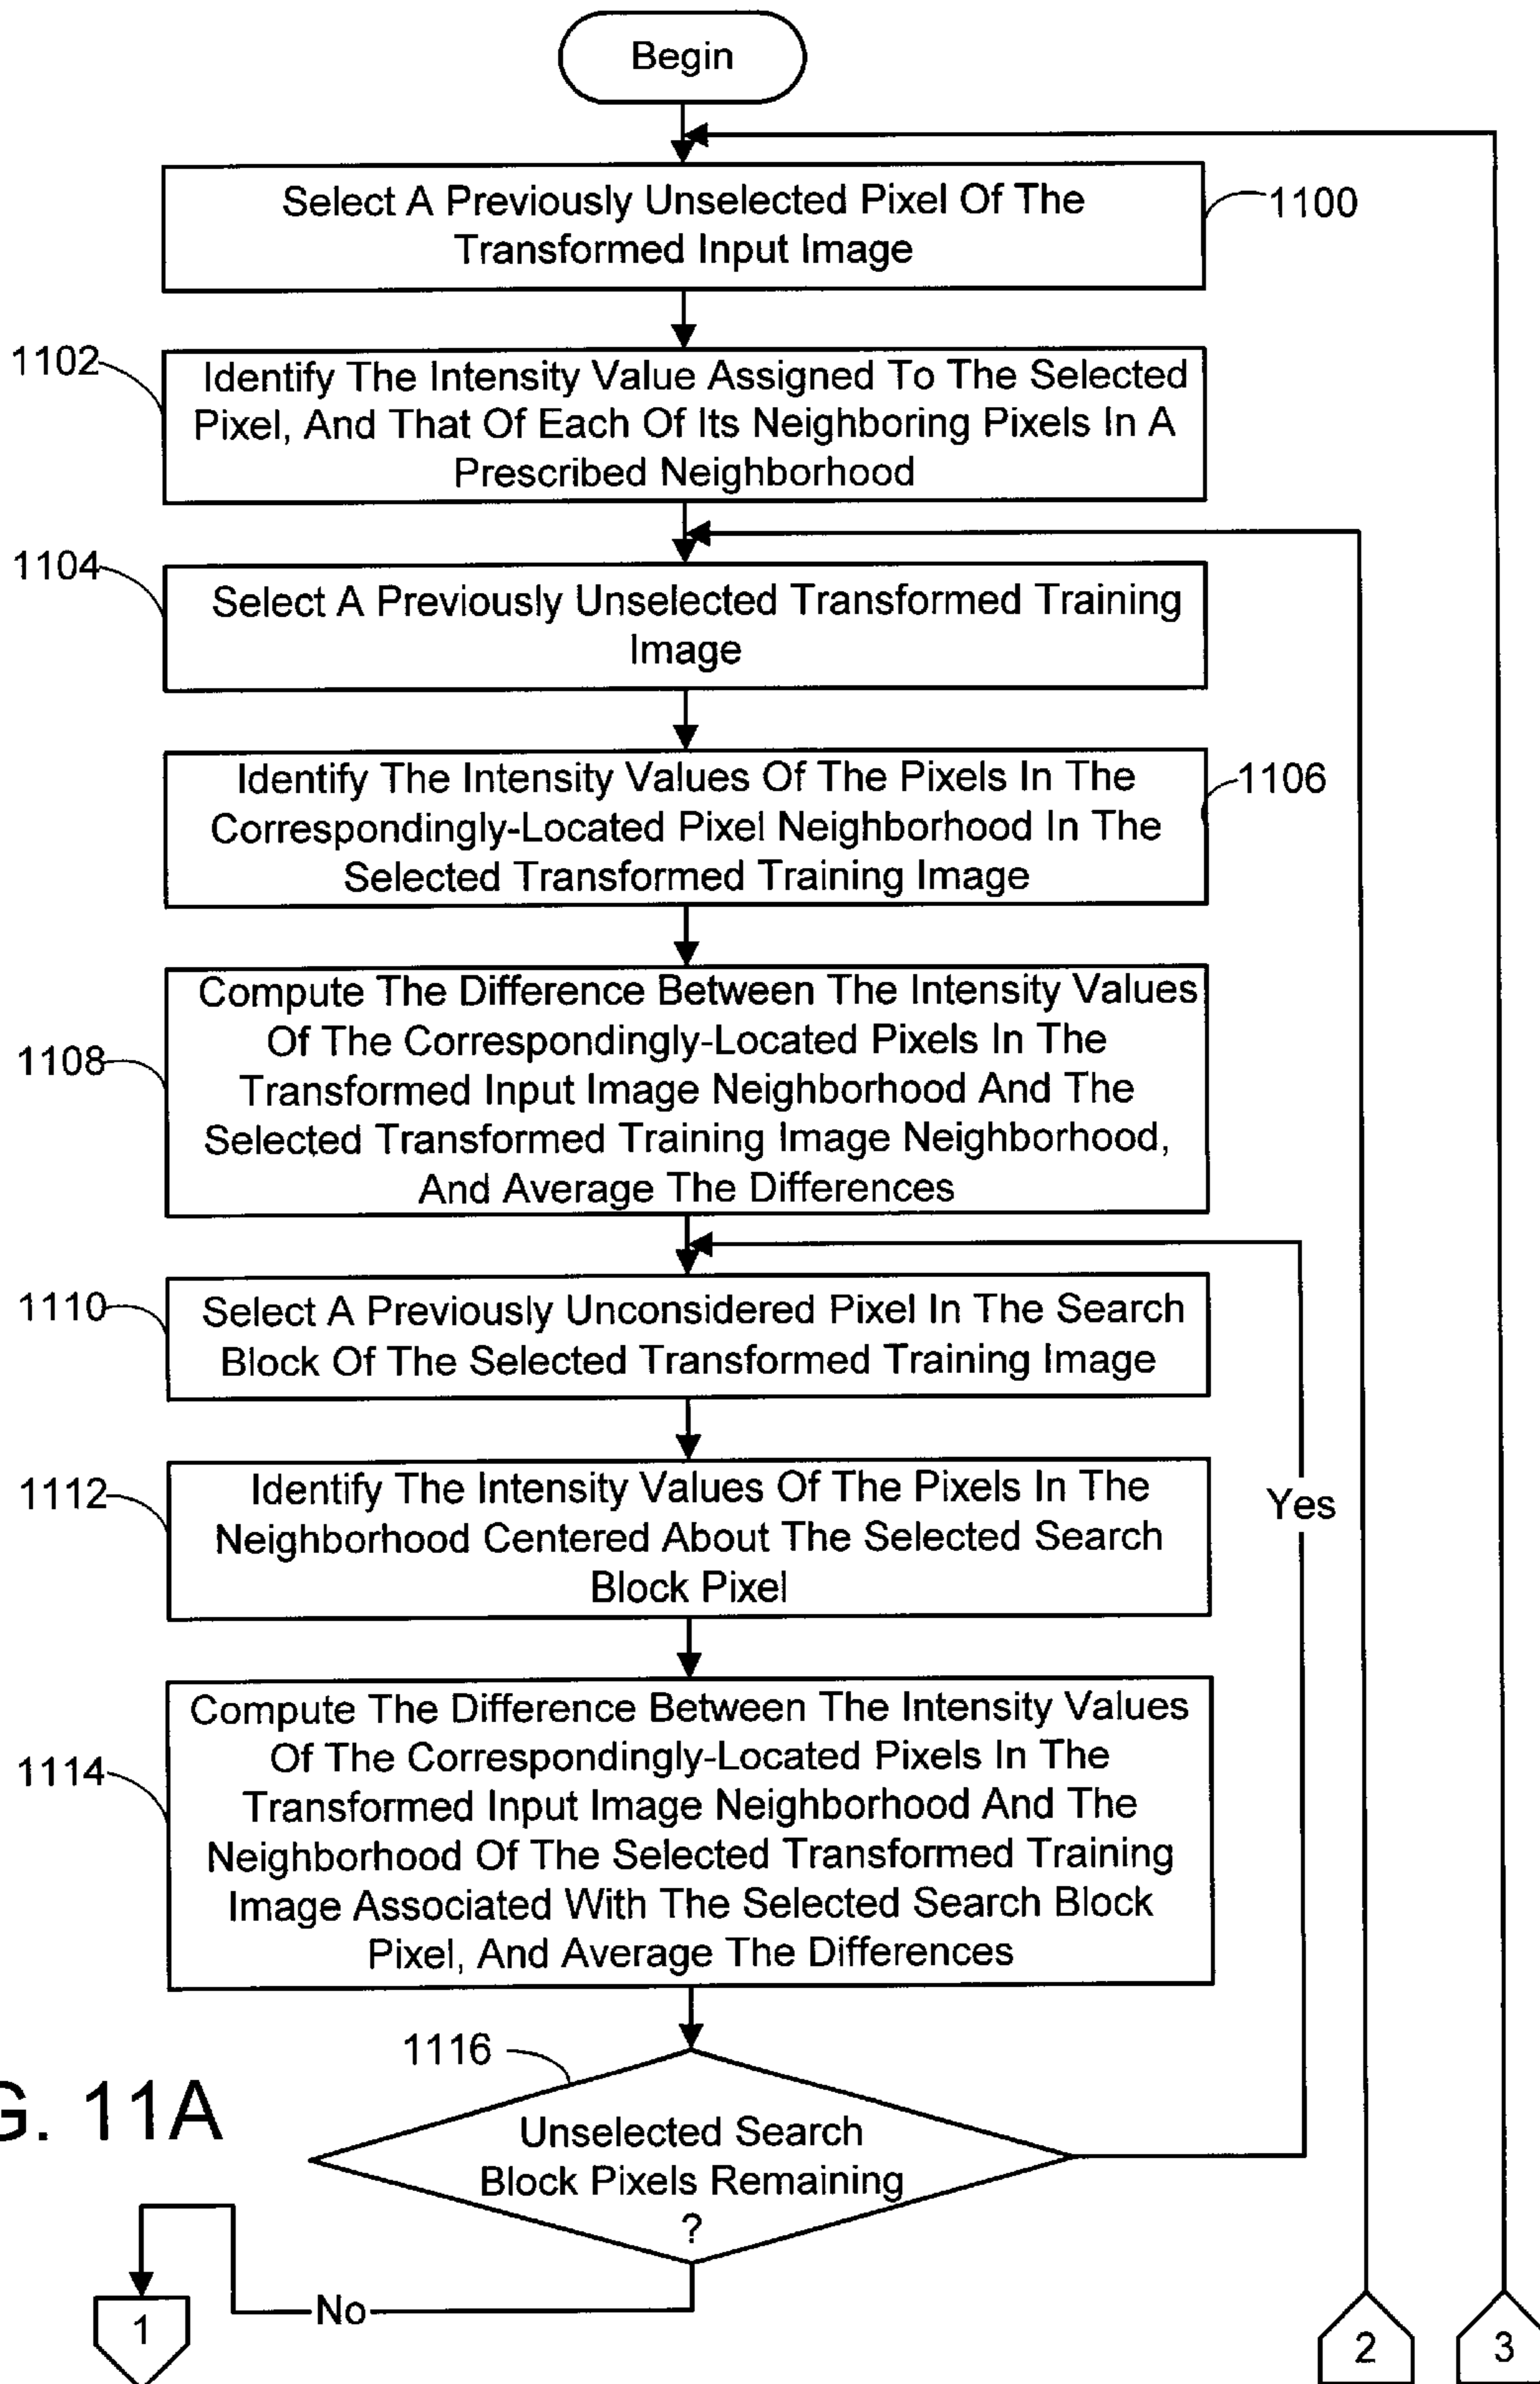 Begin
Select A Previously Unselected Pixel Of The
Transformed Input Image
1100
1102
Identify The Intensity Value Assigned To The Selected
Pixel, And That Of Each Of Its Neighboring Pixels In A
Prescribed Neighborhood
1104
Select A Previously Unselected Transformed Training
Image
Identify The Intensity Values Of The Pixels In The
Correspondingly-Located Pixel Neighborhood In The
Selected Transformed Training Image
1106
1108
Compute The Difference Between The Intensity Values
Of The Correspondingly-Located Pixels In The
Transformed Input Image Neighborhood And The
Selected Transformed Training Image Neighborhood,
And Average The Differences
1110
Select A Previously Unconsidered Pixel In The Search
Block Of The Selected Transformed Training Image
1112
Identify The Intensity Values Of The Pixels In The
Neighborhood Centered About The Selected Search
Block Pixel
Yes
1114
Compute The Difference Between The Intensity Values
Of The Correspondingly-Located Pixels In The
Transformed Input Image Neighborhood And The
Neighborhood Of The Selected Transformed Training
Image Associated With The Selected Search Block
Pixel, And Average The Differences
1116
G. 11A
Unselected Search
Block Pixels Remaining
?
No
1
2
3